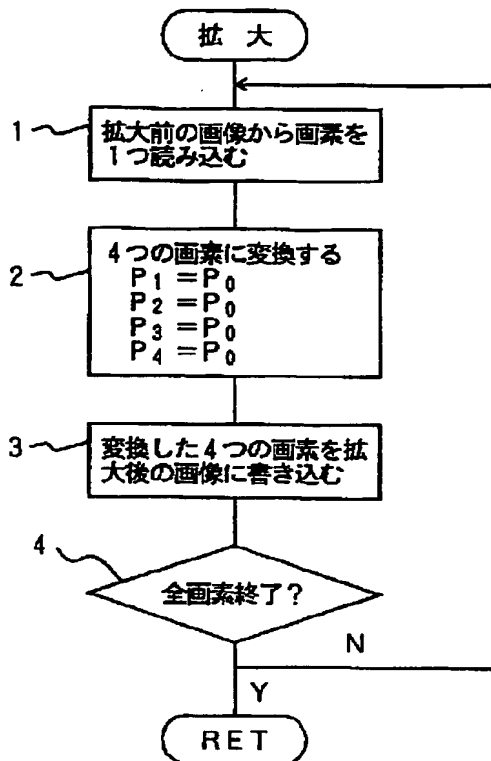 拡 大
1
拡大前の画像から画素を
1つ読み込む
2
4つの画素に変換する
P₁=P₀
P₂=P₀
P₃=P₀
P₄=P₀
3
変換した4つの画素を拡
大後の画像に書き込む
4
全画素終了?
N
Y
RET